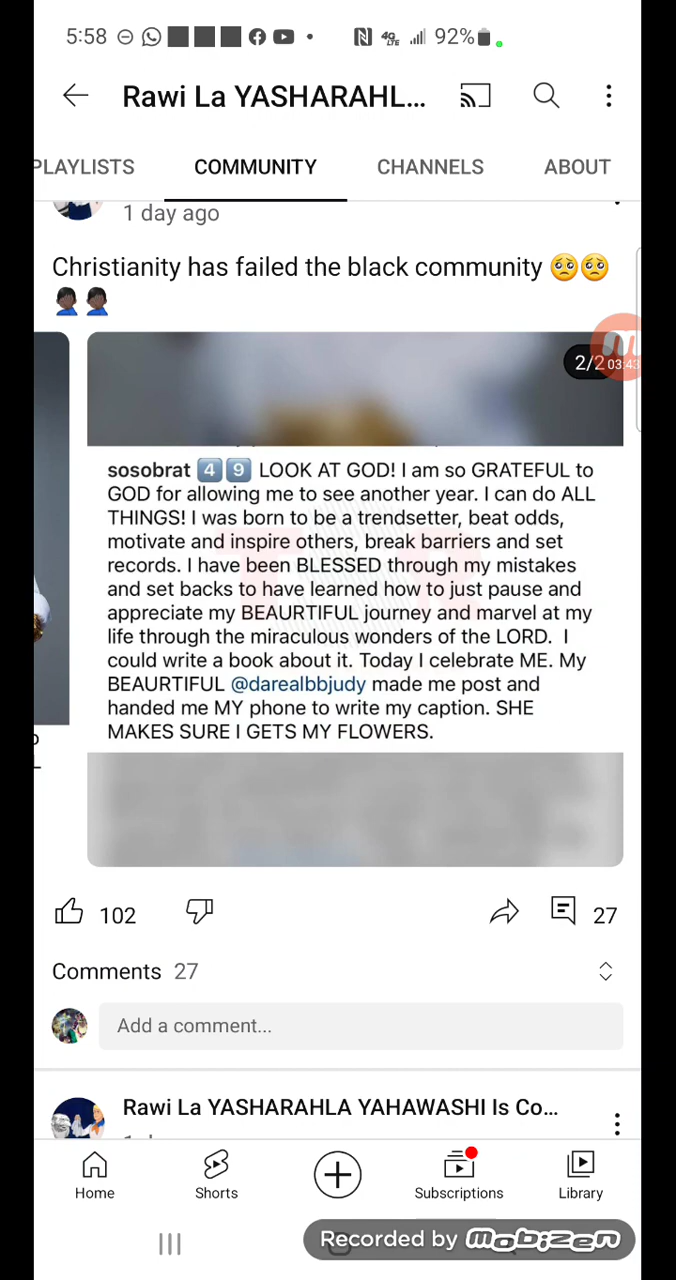 5:58 4G LTE 92%
Rawi La YASHARAHL...
PLAYLISTS COMMUNITY CHANNELS ABOUT
1 day ago
Christianity has failed the black community 🥺🥺
🤦🏿‍♂️🤦🏿‍♂️
2/2 03:43
sosobrat 4️⃣9️⃣ LOOK AT GOD! I am so GRATEFUL to
GOD for allowing me to see another year. I can do ALL
THINGS! I was born to be a trendsetter, beat odds,
motivate and inspire others, break barriers and set
records. I have been BLESSED through my mistakes
and set backs to have learned how to just pause and
appreciate my BEAURTIFUL journey and marvel at my
life through the miraculous wonders of the LORD. I
could write a book about it. Today I celebrate ME. My
BEAURTIFUL @darealbbjudy made me post and
handed me MY phone to write my caption. SHE
MAKES SURE I GETS MY FLOWERS.
102 27
Comments 27
Add a comment...
Rawi La YASHARAHLA YAHAWASHI Is Co...
Home Shorts Subscriptions Library
Recorded by mobizen